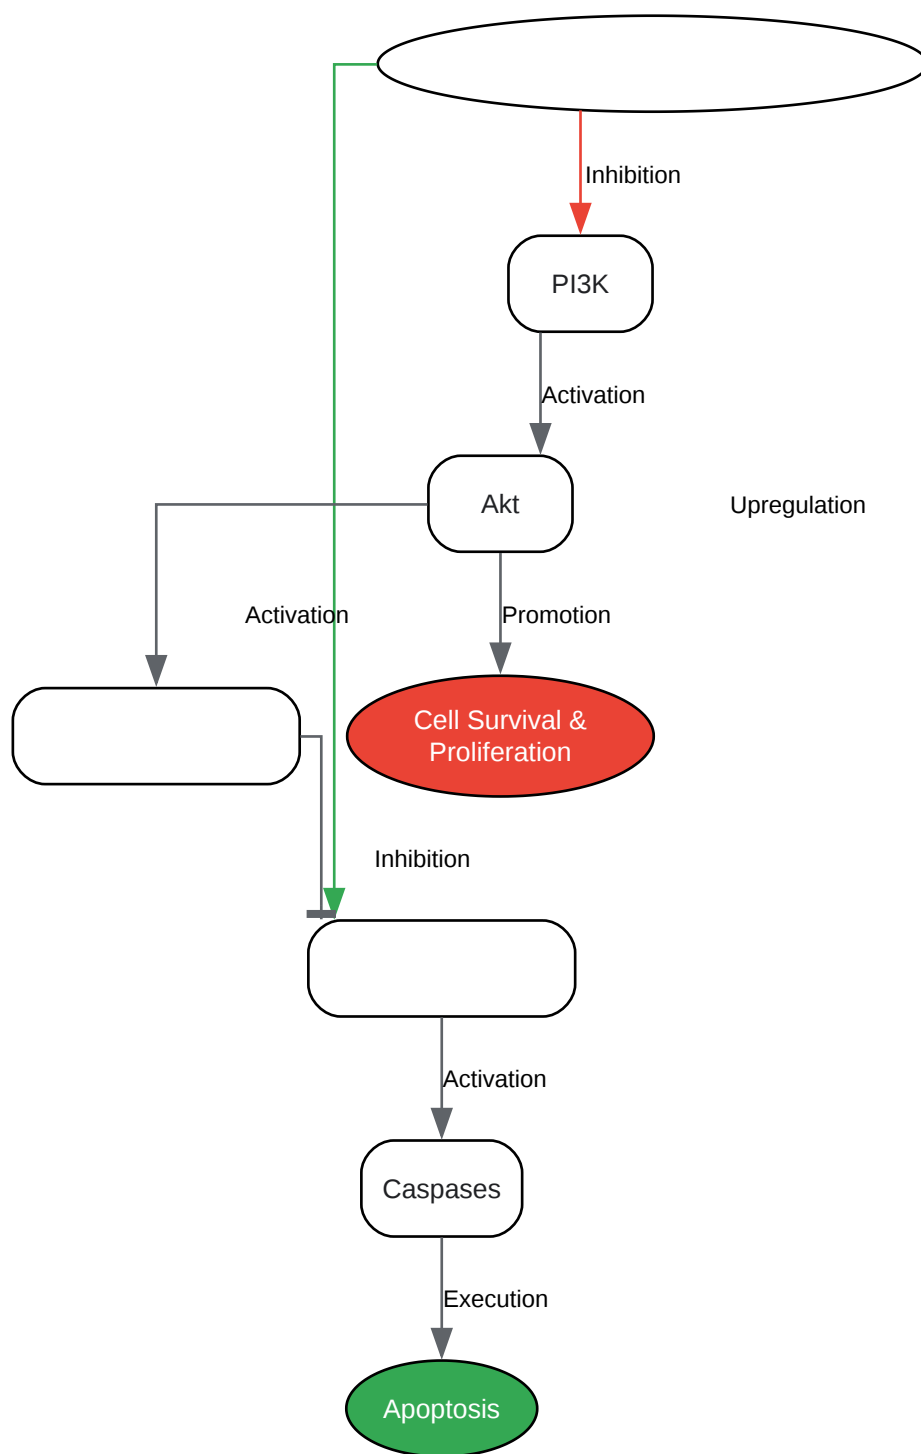 Inhibition
PI3K
Activation
Akt
Upregulation
Activation
Promotion
Cell Survival &
Proliferation
Inhibition
Activation
Caspases
Execution
Apoptosis